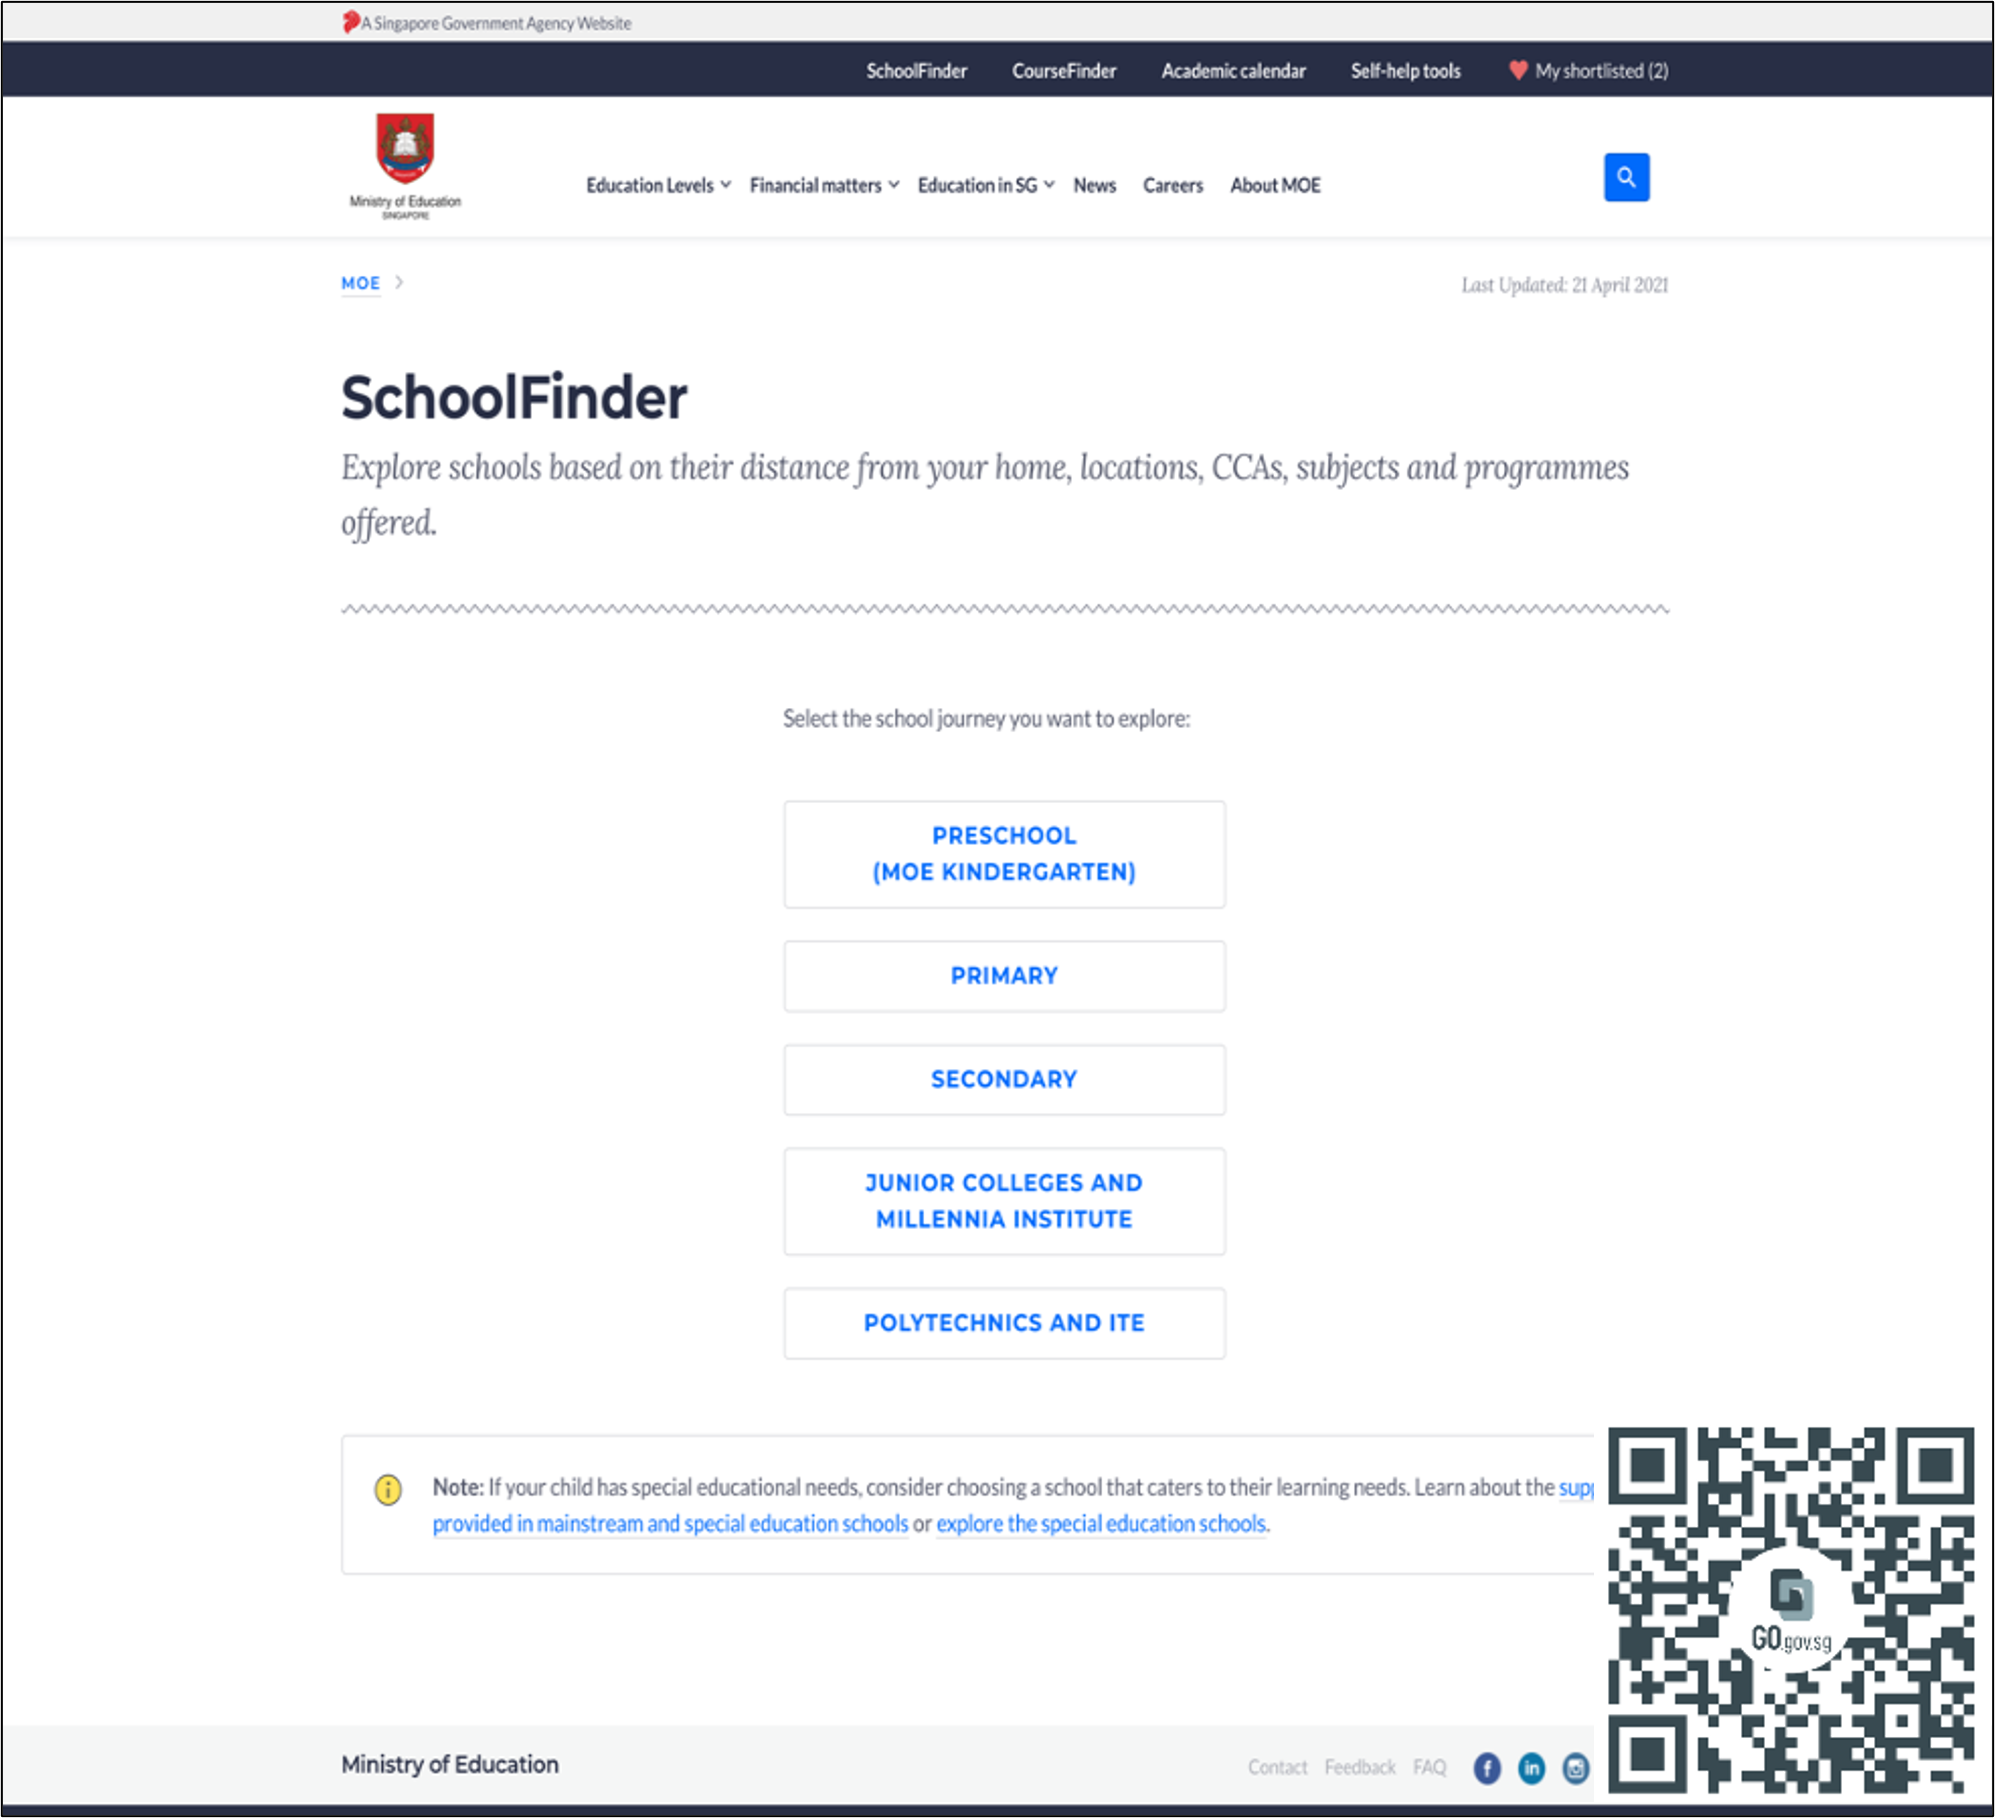 A Singapore Government Agency Website
SchoolFinder CourseFinder Academic calendar Self-help tools My shortlisted (2)
Ministry of Education
SINGAPORE
Education Levels Financial matters Education in SG News Careers About MOE
MOE
Last Updated: 21 April 2021
SchoolFinder
Explore schools based on their distance from your home, locations, CCAs, subjects and programmes
offered.
Select the school journey you want to explore:
PRESCHOOL
(MOE KINDERGARTEN)
PRIMARY
SECONDARY
JUNIOR COLLEGES AND
MILLENNIA INSTITUTE
POLYTECHNICS AND ITE
Note: If your child has special educational needs, consider choosing a school that caters to their learning needs. Learn about the
provided in mainstream and special education schools or explore the special education schools.
GO.gov.sg
Ministry of Education
Contact Feedback FAQ